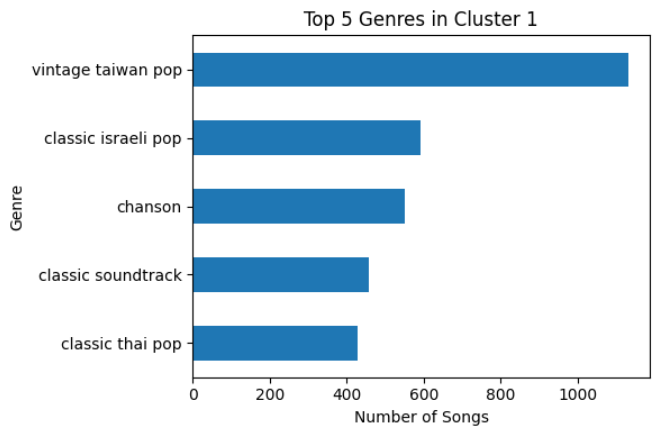 Top 5 Genres in Cluster 1
vintage taiwan pop
classic israeli pop
chanson
classic soundtrack
classic thai pop
Genre
0 200 400 600 800 1000
Number of Songs